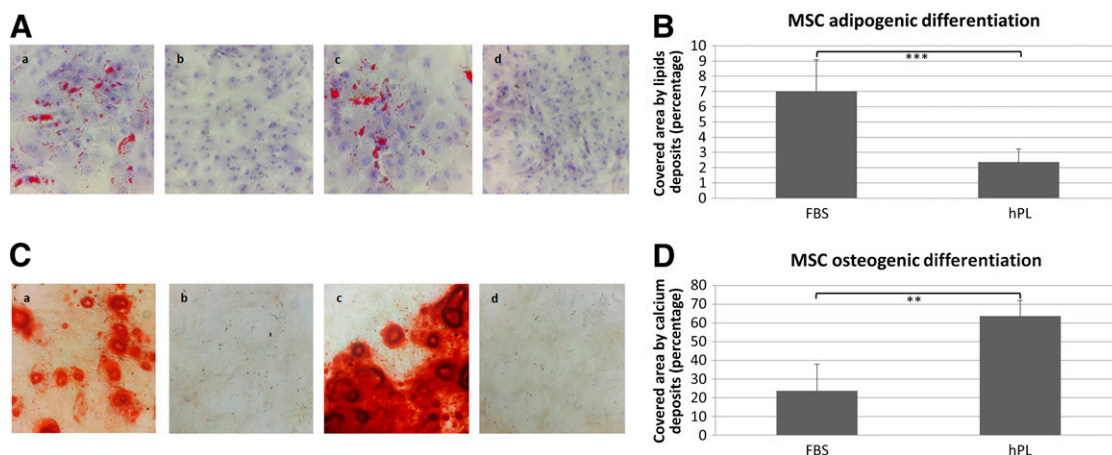 A
a
b
c
d
B
MSC adipogenic differentiation
Covered area by lipids
deposits (percentage)
10
9
8
7
6
5
4
3
2
1
0
***
FBS
hPL
C
a
b
c
d
D
MSC osteogenic differentiation
Covered area by calcium
deposits (percentage)
80
70
60
50
40
30
20
10
0
**
FBS
hPL